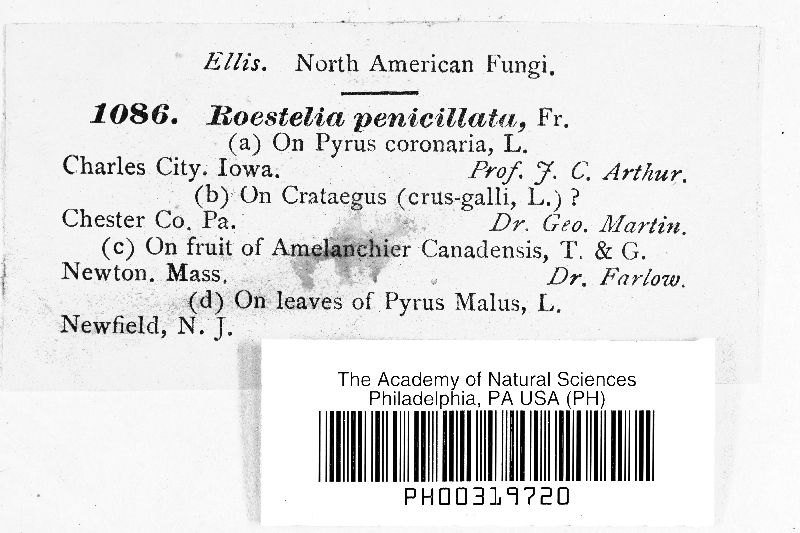 Ellis. North American Fungi.
1086. Roestelia penicillata, Fr.
(a) On Pyrus coronaria, L.
Charles City. Iowa. Prof. J. C. Arthur.
(b) On Crataegus (crus-galli, L.) ?
Chester Co. Pa. Dr. Geo. Martin.
(c) On fruit of Amelanchier Canadensis, T. & G.
Newton. Mass. Dr. Farlow.
(d) On leaves of Pyrus Malus, L.
Newfield, N. J.
The Academy of Natural Sciences
Philadelphia, PA USA (PH)
PH00319720